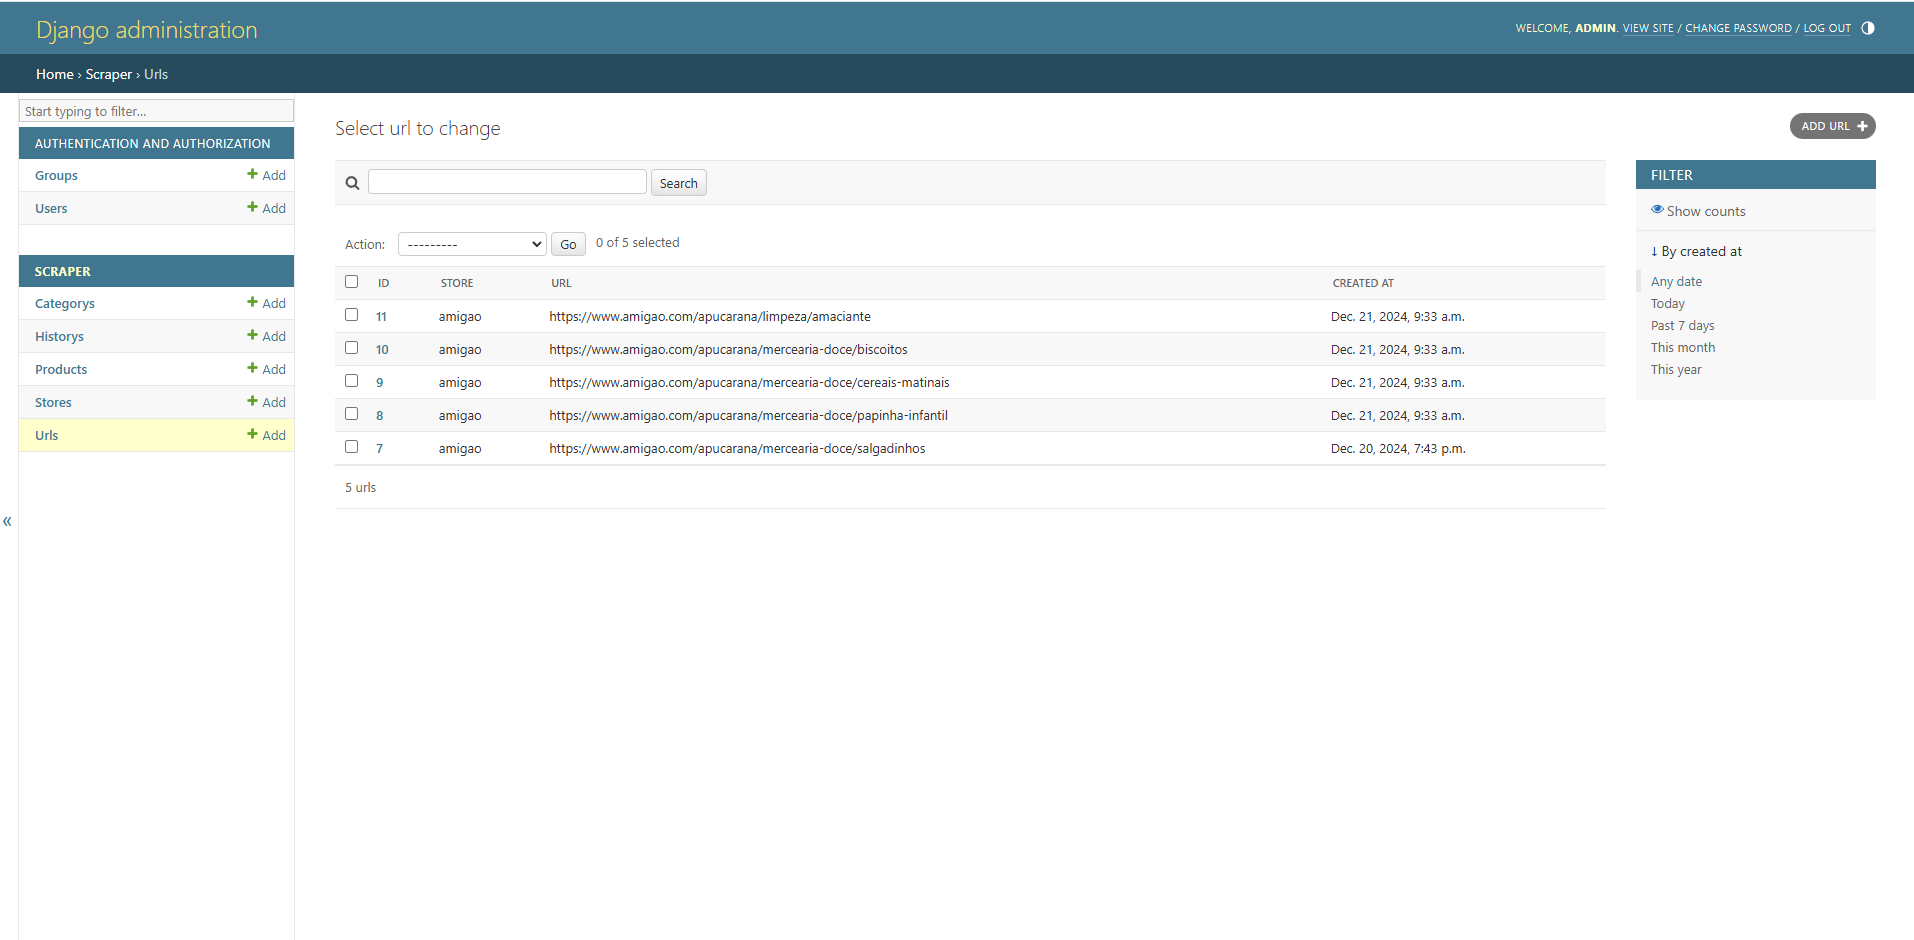 Django administration
WELCOME, ADMIN. VIEW SITE / CHANGE PASSWORD / LOG OUT
Home › Scraper › Urls
Start typing to filter...
AUTHENTICATION AND AUTHORIZATION
Groups Add
Users Add
SCRAPER
Categorys Add
Historys Add
Products Add
Stores Add
Urls Add
«
Select url to change
ADD URL
Search
Action: --------- Go 0 of 5 selected
ID STORE URL CREATED AT
11 amigao https://www.amigao.com/apucarana/limpeza/amaciante Dec. 21, 2024, 9:33 a.m.
10 amigao https://www.amigao.com/apucarana/mercearia-doce/biscoitos Dec. 21, 2024, 9:33 a.m.
9 amigao https://www.amigao.com/apucarana/mercearia-doce/cereais-matinais Dec. 21, 2024, 9:33 a.m.
8 amigao https://www.amigao.com/apucarana/mercearia-doce/papinha-infantil Dec. 21, 2024, 9:33 a.m.
7 amigao https://www.amigao.com/apucarana/mercearia-doce/salgadinhos Dec. 20, 2024, 7:43 p.m.
5 urls
FILTER
Show counts
↓ By created at
Any date
Today
Past 7 days
This month
This year